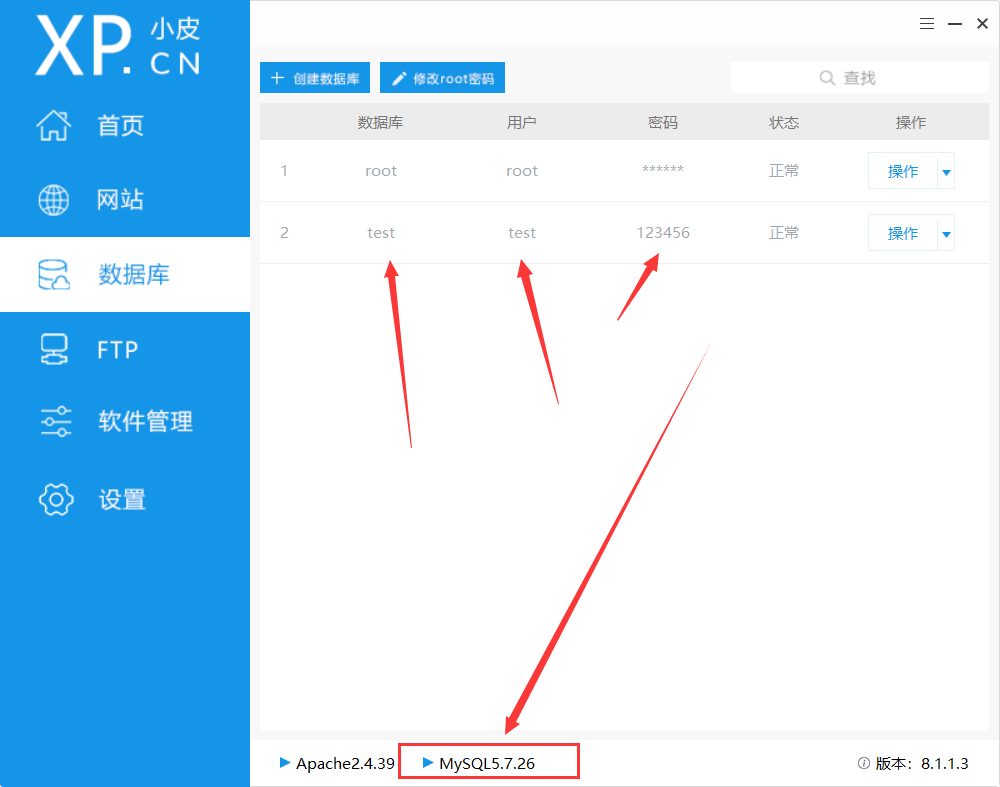 XP.小皮
CN
首页
网站
数据库
FTP
软件管理
设置
创建数据库 修改root密码 查找
数据库 用户 密码 状态 操作
1 root root ****** 正常 操作
2 test test 123456 正常 操作
Apache2.4.39 MySQL5.7.26 版本：8.1.1.3